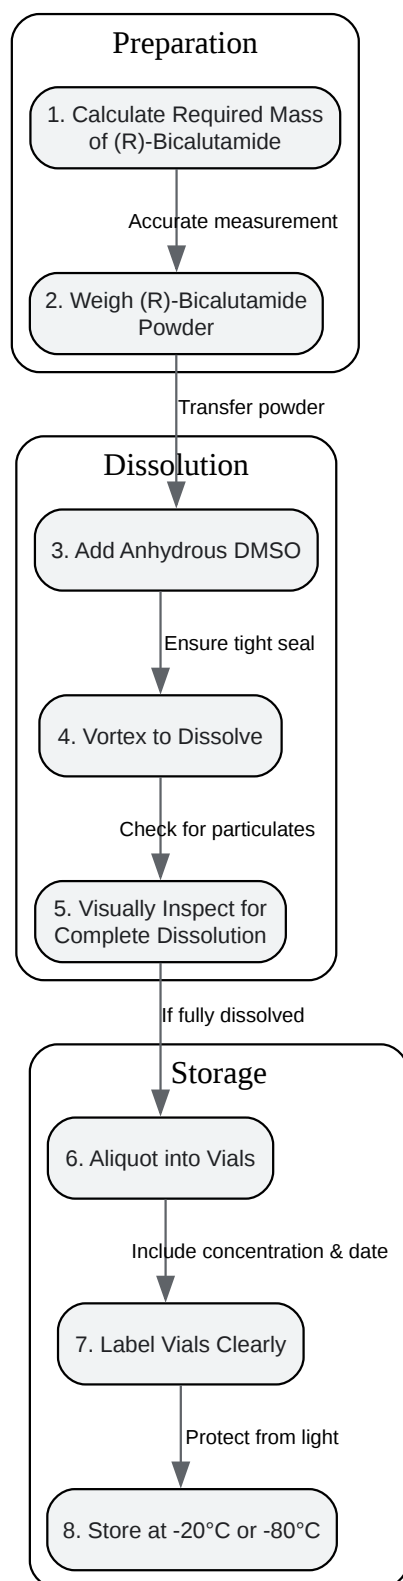 Preparation
1. Calculate Required Mass
of (R)-Bicalutamide
Accurate measurement
2. Weigh (R)-Bicalutamide
Powder
Transfer powder
Dissolution
3. Add Anhydrous DMSO
Ensure tight seal
4. Vortex to Dissolve
Check for particulates
5. Visually Inspect for
Complete Dissolution
If fully dissolved
Storage
6. Aliquot into Vials
Include concentration & date
7. Label Vials Clearly
Protect from light
8. Store at -20°C or -80°C